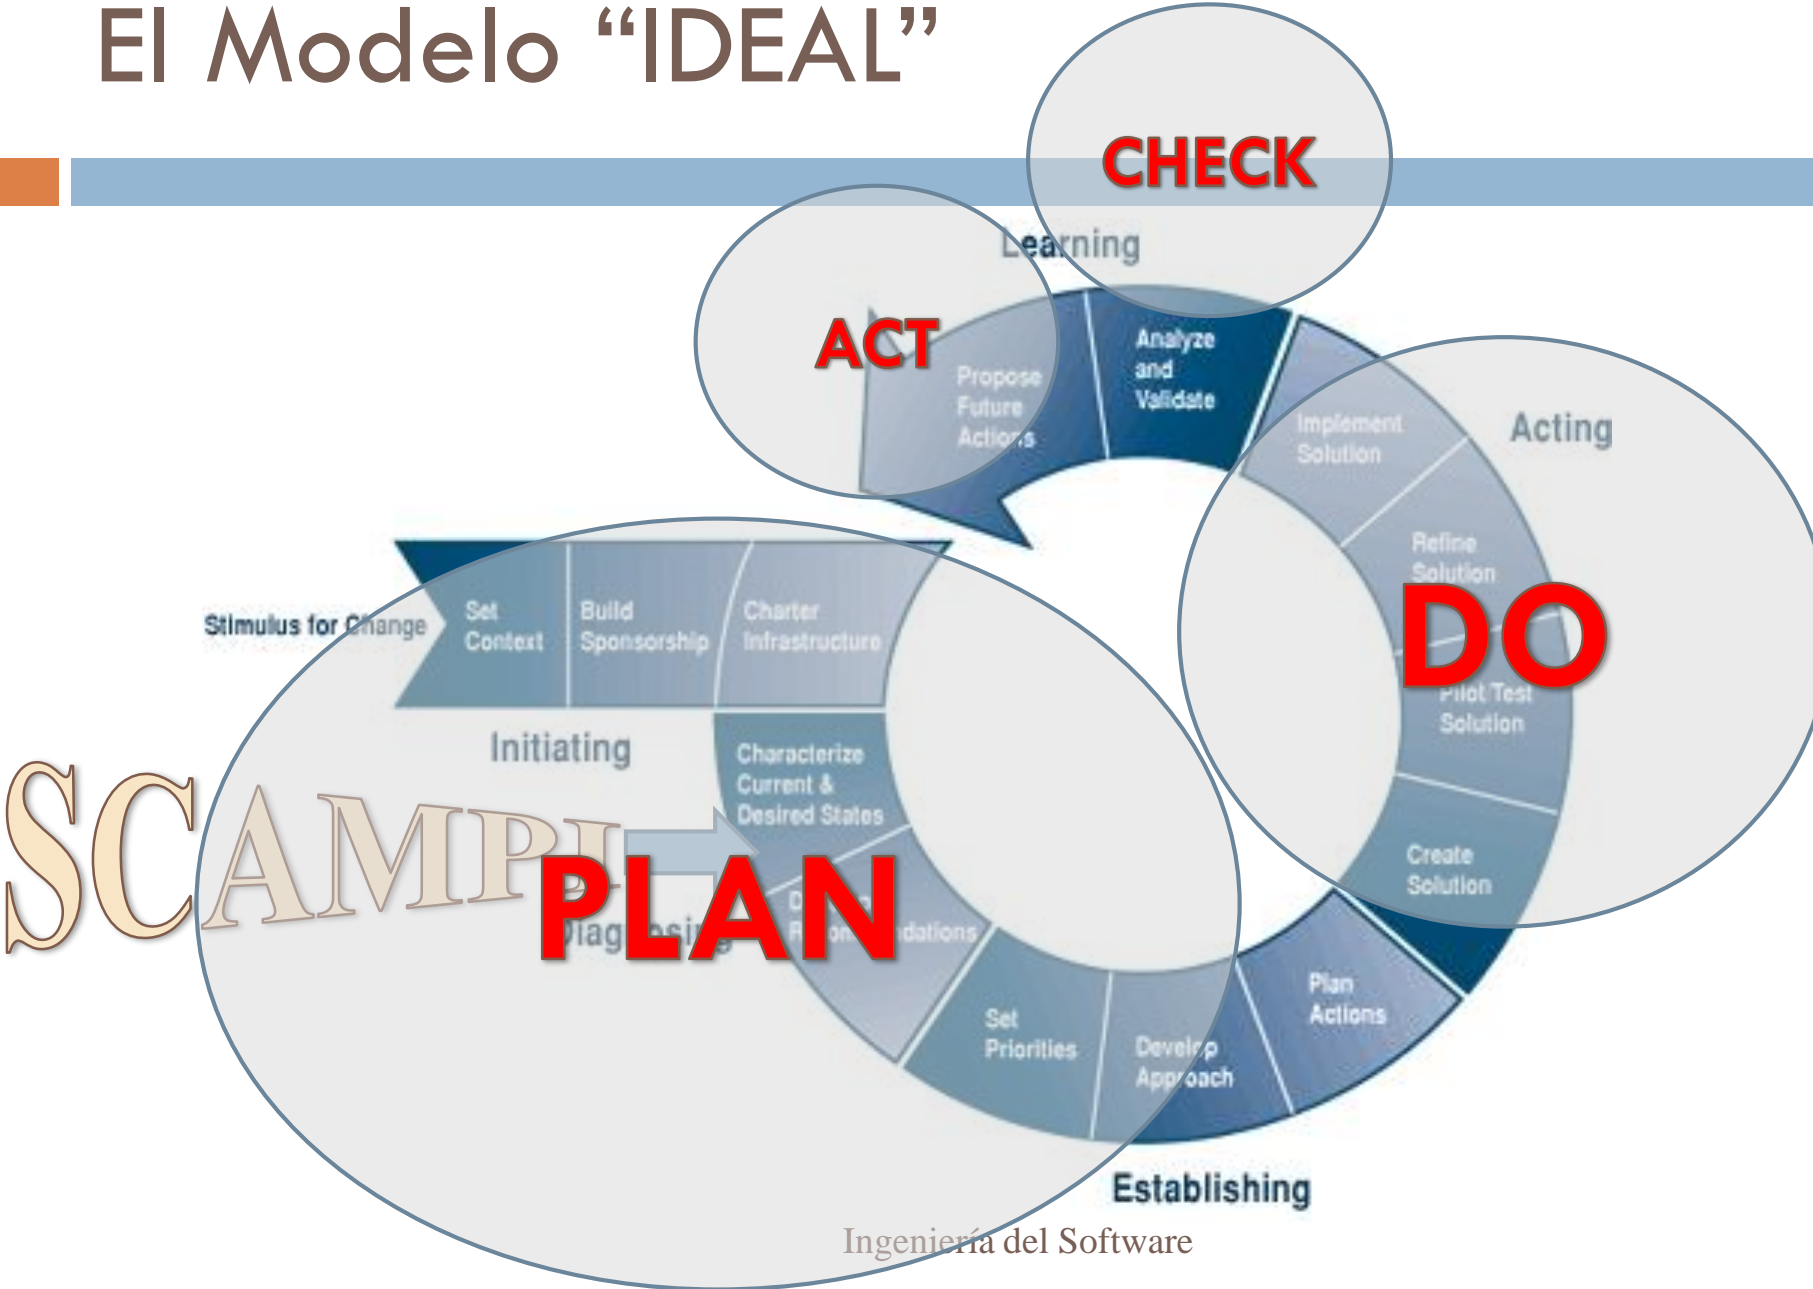 El Modelo “IDEAL”
CHECK
Learning
ACT
Analyze
and
Validate
Propose
Future
Actions
Implement
Solution
Acting
Refine
Solution
DO
Pilot/Test
Solution
Create
Solution
Stimulus for Change
Set
Context
Build
Sponsorship
Charter
Infrastructure
Initiating
Characterize
Current &
Desired States
SCAMPI
PLAN
Diagnosing
Set
Priorities
Develop
Approach
Plan
Actions
Establishing
Ingeniería del Software